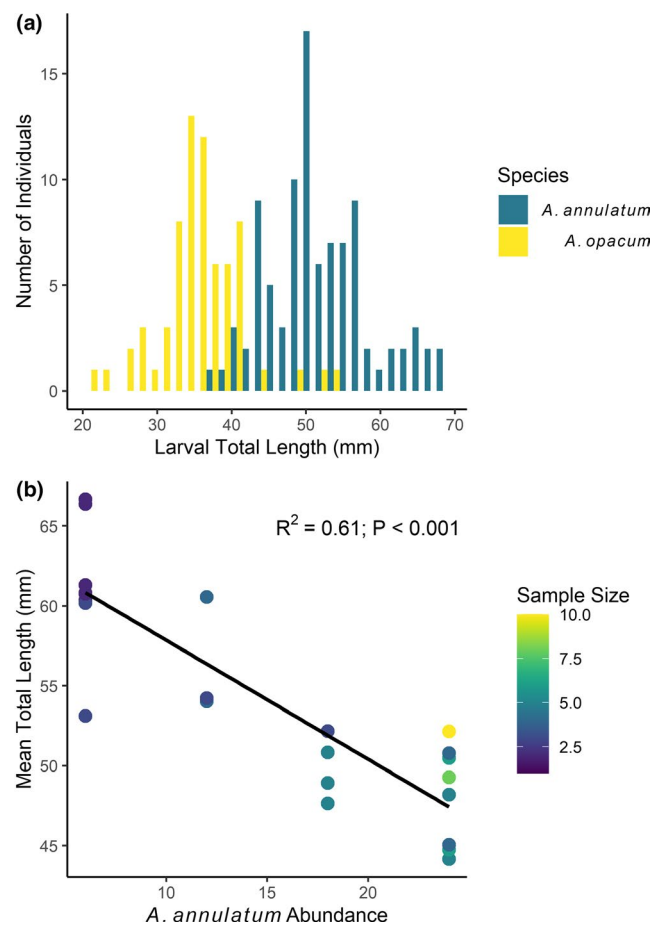 (a)
15
10
5
0
Number of Individuals
20 30 40 50 60 70
Larval Total Length (mm)
Species
A. annulatum
A. opacum
(b)
R² = 0.61; P < 0.001
65
60
55
50
45
Mean Total Length (mm)
10 15 20
A. annulatum Abundance
Sample Size
10.0
7.5
5.0
2.5